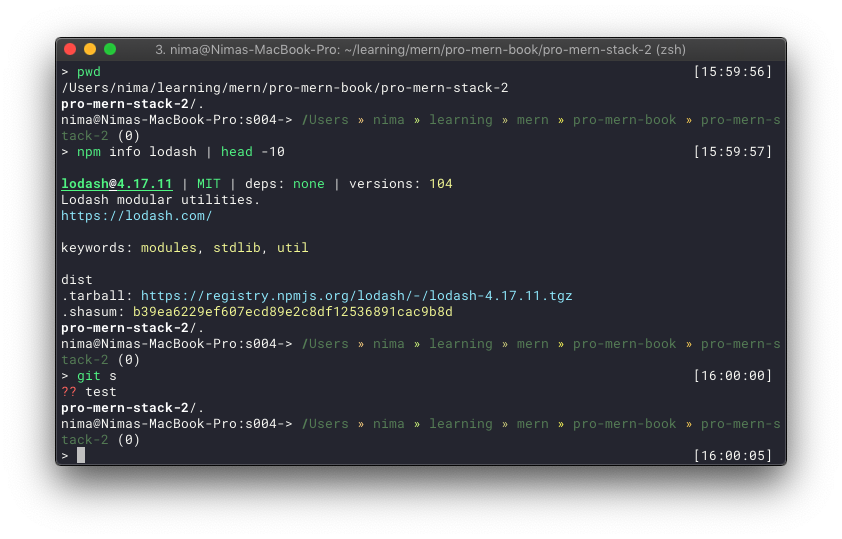 3. nima@Nimas-MacBook-Pro: ~/learning/mern/pro-mern-book/pro-mern-stack-2 (zsh)
> pwd [15:59:56]
/Users/nima/learning/mern/pro-mern-book/pro-mern-stack-2
pro-mern-stack-2/.
nima@Nimas-MacBook-Pro:s004-> /Users » nima » learning » mern » pro-mern-book » pro-mern-s
tack-2 (0)
> npm info lodash | head -10 [15:59:57]
lodash@4.17.11 | MIT | deps: none | versions: 104
Lodash modular utilities.
https://lodash.com/
keywords: modules, stdlib, util
dist
.tarball: https://registry.npmjs.org/lodash/-/lodash-4.17.11.tgz
.shasum: b39ea6229ef607ecd89e2c8df12536891cac9b8d
pro-mern-stack-2/.
nima@Nimas-MacBook-Pro:s004-> /Users » nima » learning » mern » pro-mern-book » pro-mern-s
tack-2 (0)
> git s [16:00:00]
?? test
pro-mern-stack-2/.
nima@Nimas-MacBook-Pro:s004-> /Users » nima » learning » mern » pro-mern-book » pro-mern-s
tack-2 (0)
> [16:00:05]